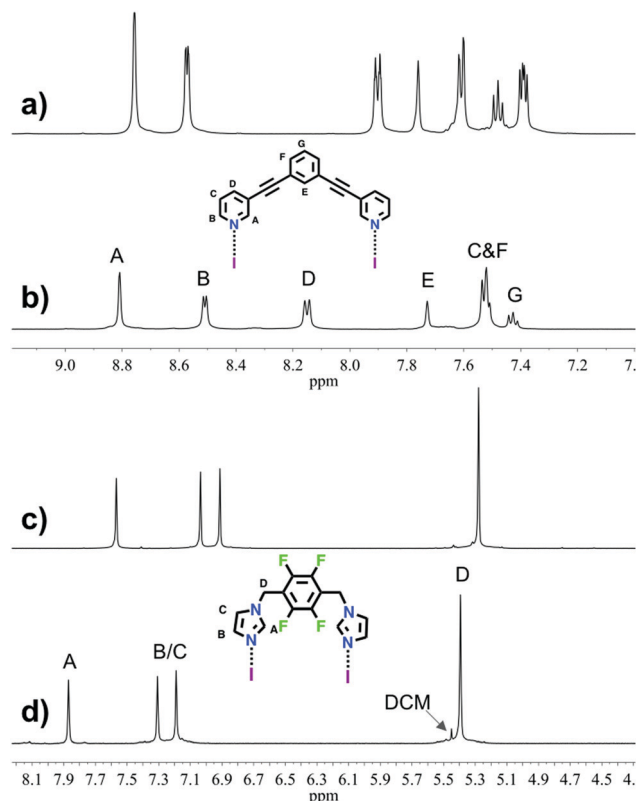 a)
G
F
D
C
E
B
A
N
N
I
I
A
B
D
E
C&F
G
b)
9.0 8.8 8.6 8.4 8.2 8.0 7.8 7.6 7.4 7.
ppm
c)
F
F
D
N
N
C
B
A
F
F
N
N
I
I
A
B/C
D
DCM
d)
8.1 7.9 7.7 7.5 7.3 7.1 6.9 6.7 6.5 6.3 6.1 5.9 5.7 5.5 5.3 5.1 4.9 4.7 4.5 4.
ppm